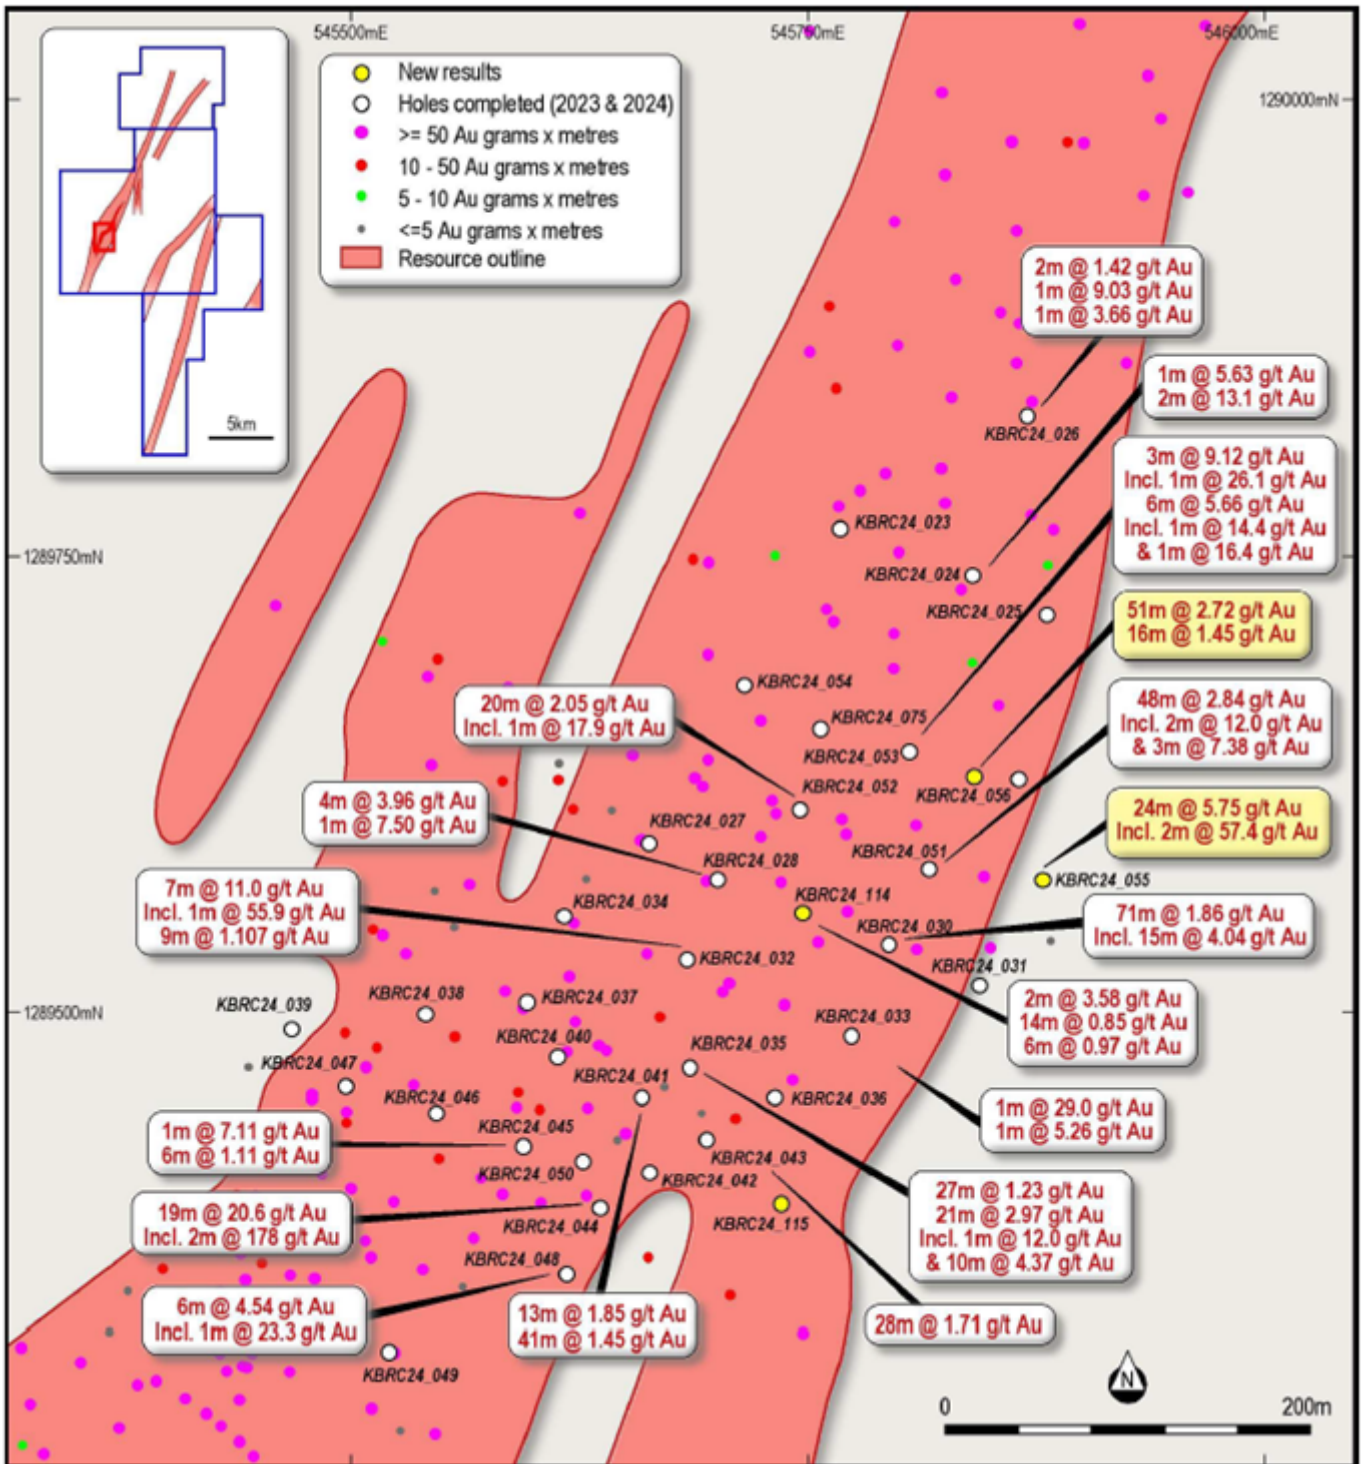 545500mE
545750mE
546000mE
1290000mN
New results
Holes completed (2023 & 2024)
>= 50 Au grams x metres
10 - 50 Au grams x metres
5 - 10 Au grams x metres
<=5 Au grams x metres
Resource outline
5km
2m @ 1.42 g/t Au
1m @ 9.03 g/t Au
1m @ 3.66 g/t Au
1m @ 5.63 g/t Au
2m @ 13.1 g/t Au
KBRC24_026
3m @ 9.12 g/t Au
Incl. 1m @ 26.1 g/t Au
6m @ 5.66 g/t Au
Incl. 1m @ 14.4 g/t Au
& 1m @ 16.4 g/t Au
KBRC24_023
1289750mN
KBRC24_024
KBRC24_025
51m @ 2.72 g/t Au
16m @ 1.45 g/t Au
KBRC24_054
20m @ 2.05 g/t Au
Incl. 1m @ 17.9 g/t Au
48m @ 2.84 g/t Au
Incl. 2m @ 12.0 g/t Au
& 3m @ 7.38 g/t Au
KBRC24_075
KBRC24_053
KBRC24_052
KBRC24_056
4m @ 3.96 g/t Au
1m @ 7.50 g/t Au
24m @ 5.75 g/t Au
Incl. 2m @ 57.4 g/t Au
KBRC24_027
KBRC24_028
KBRC24_051
KBRC24_055
7m @ 11.0 g/t Au
Incl. 1m @ 55.9 g/t Au
9m @ 1.107 g/t Au
KBRC24_034
KBRC24_114
KBRC24_030
71m @ 1.86 g/t Au
Incl. 15m @ 4.04 g/t Au
KBRC24_032
KBRC24_031
KBRC24_039
KBRC24_038
KBRC24_037
1289500mN
2m @ 3.58 g/t Au
14m @ 0.85 g/t Au
6m @ 0.97 g/t Au
KBRC24_033
KBRC24_040
KBRC24_035
KBRC24_047
KBRC24_041
KBRC24_046
KBRC24_036
1m @ 29.0 g/t Au
1m @ 5.26 g/t Au
1m @ 7.11 g/t Au
6m @ 1.11 g/t Au
KBRC24_045
KBRC24_043
KBRC24_050
KBRC24_042
27m @ 1.23 g/t Au
21m @ 2.97 g/t Au
Incl. 1m @ 12.0 g/t Au
& 10m @ 4.37 g/t Au
19m @ 20.6 g/t Au
Incl. 2m @ 178 g/t Au
KBRC24_044
KBRC24_115
KBRC24_048
6m @ 4.54 g/t Au
Incl. 1m @ 23.3 g/t Au
13m @ 1.85 g/t Au
41m @ 1.45 g/t Au
28m @ 1.71 g/t Au
KBRC24_049
N
0
200m